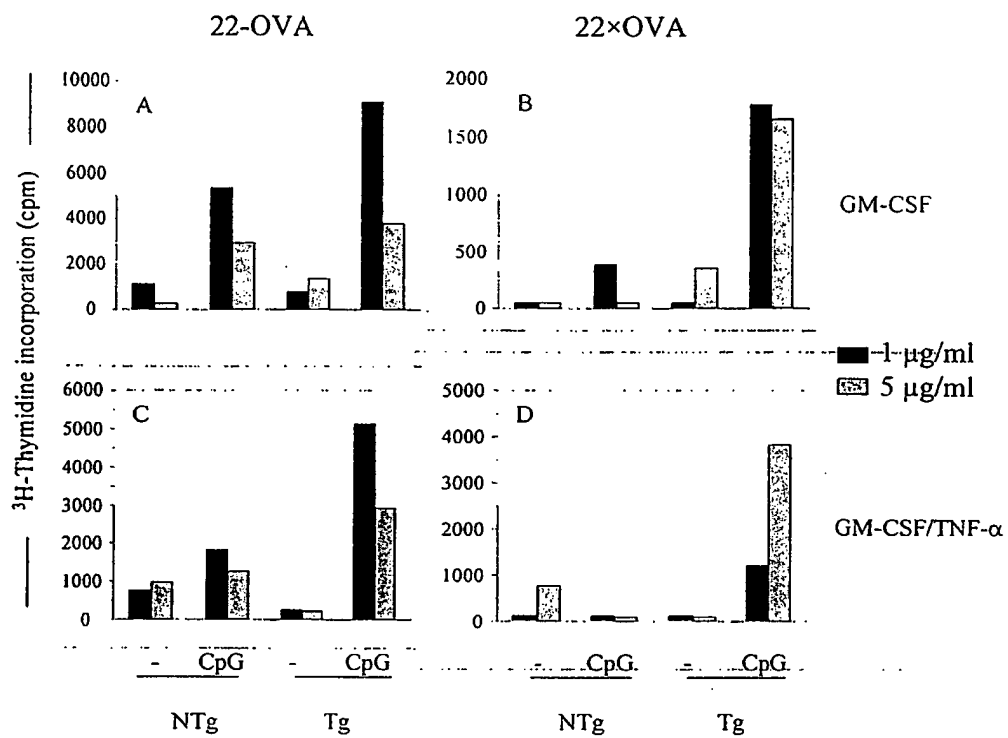 22-OVA
22×OVA
³H-Thymidine incorporation (cpm)
A
10000
8000
6000
4000
2000
0
B
2000
1500
1000
500
0
GM-CSF
1 µg/ml
5 µg/ml
C
6000
5000
4000
3000
2000
1000
0
D
5000
4000
3000
2000
1000
0
GM-CSF/TNF-α
- CpG - CpG
- CpG - CpG
NTg Tg
NTg Tg